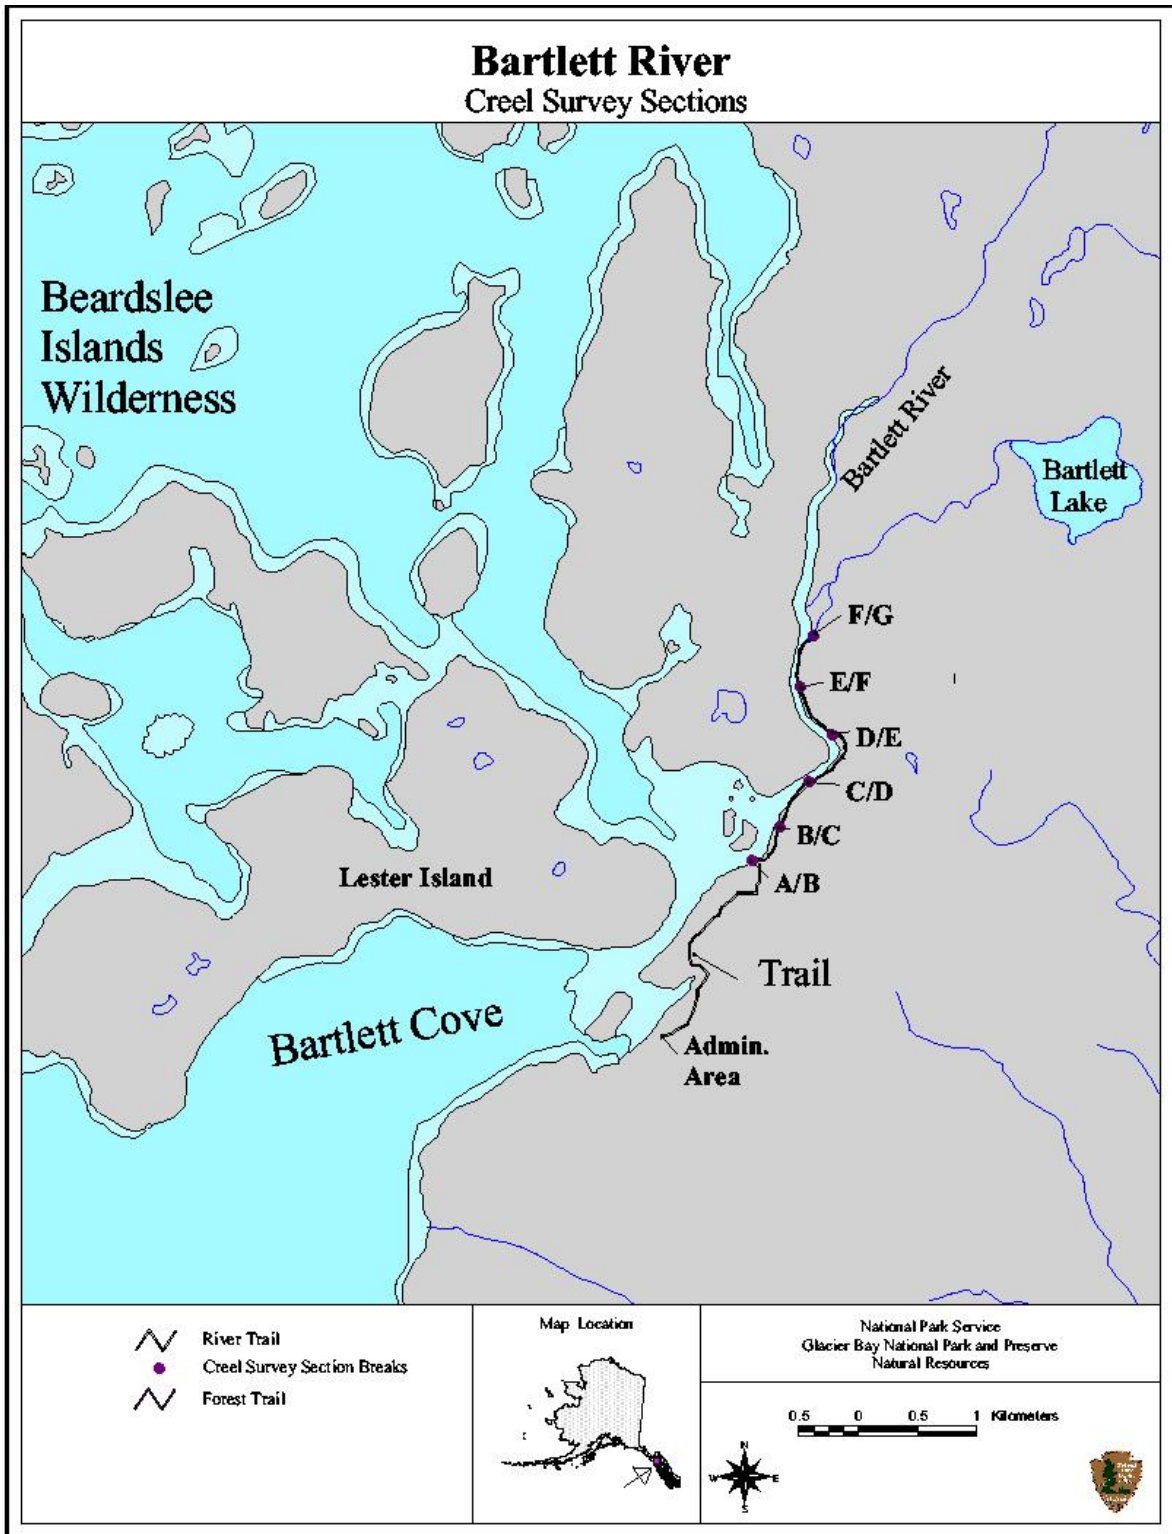 Bartlett River
Creel Survey Sections
Beardslee
Islands
Wilderness
Bartlett River
Bartlett
Lake
F/G
E/F
D/E
C/D
B/C
A/B
Lester Island
Trail
Bartlett Cove
Admin.
Area
River Trail
Creel Survey Section Breaks
Forest Trail
Map Location
National Park Service
Glacier Bay National Park and Preserve
Natural Resources
0.5 0 0.5 1 Kilometers
N
W E
S